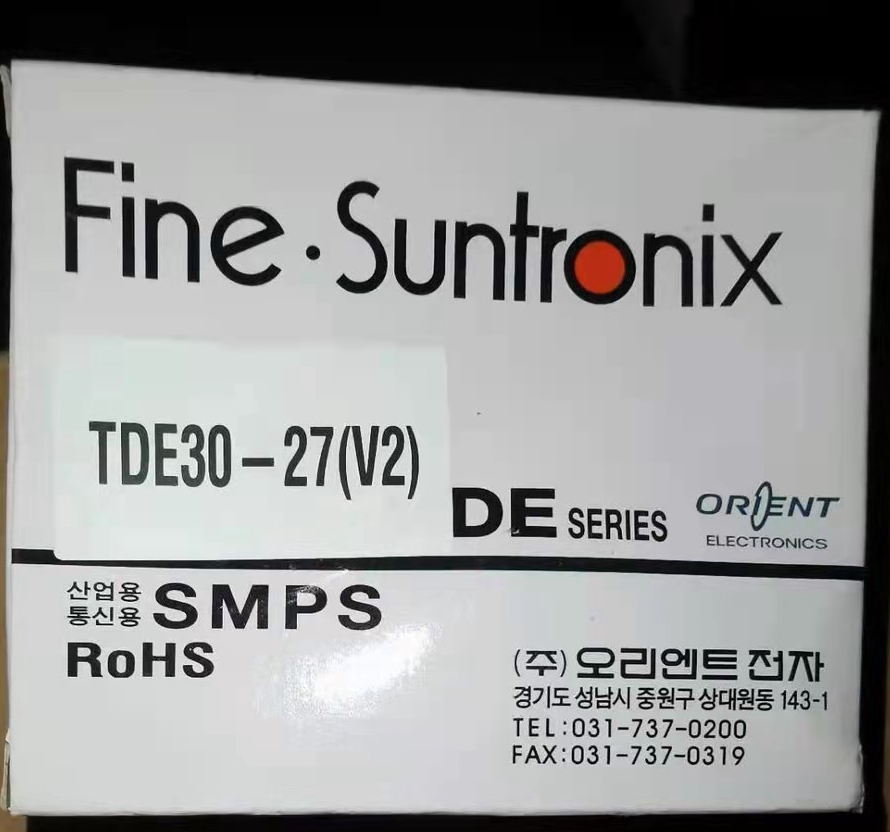 Fine·Suntronix
TDE30-27(V2)
DE SERIES
ORIENT
ELECTRONICS
산업용
통신용
SMPS
RoHS
(주)오리엔트전자
경기도 성남시 중원구 상대원동 143-1
TEL:031-737-0200
FAX:031-737-0319